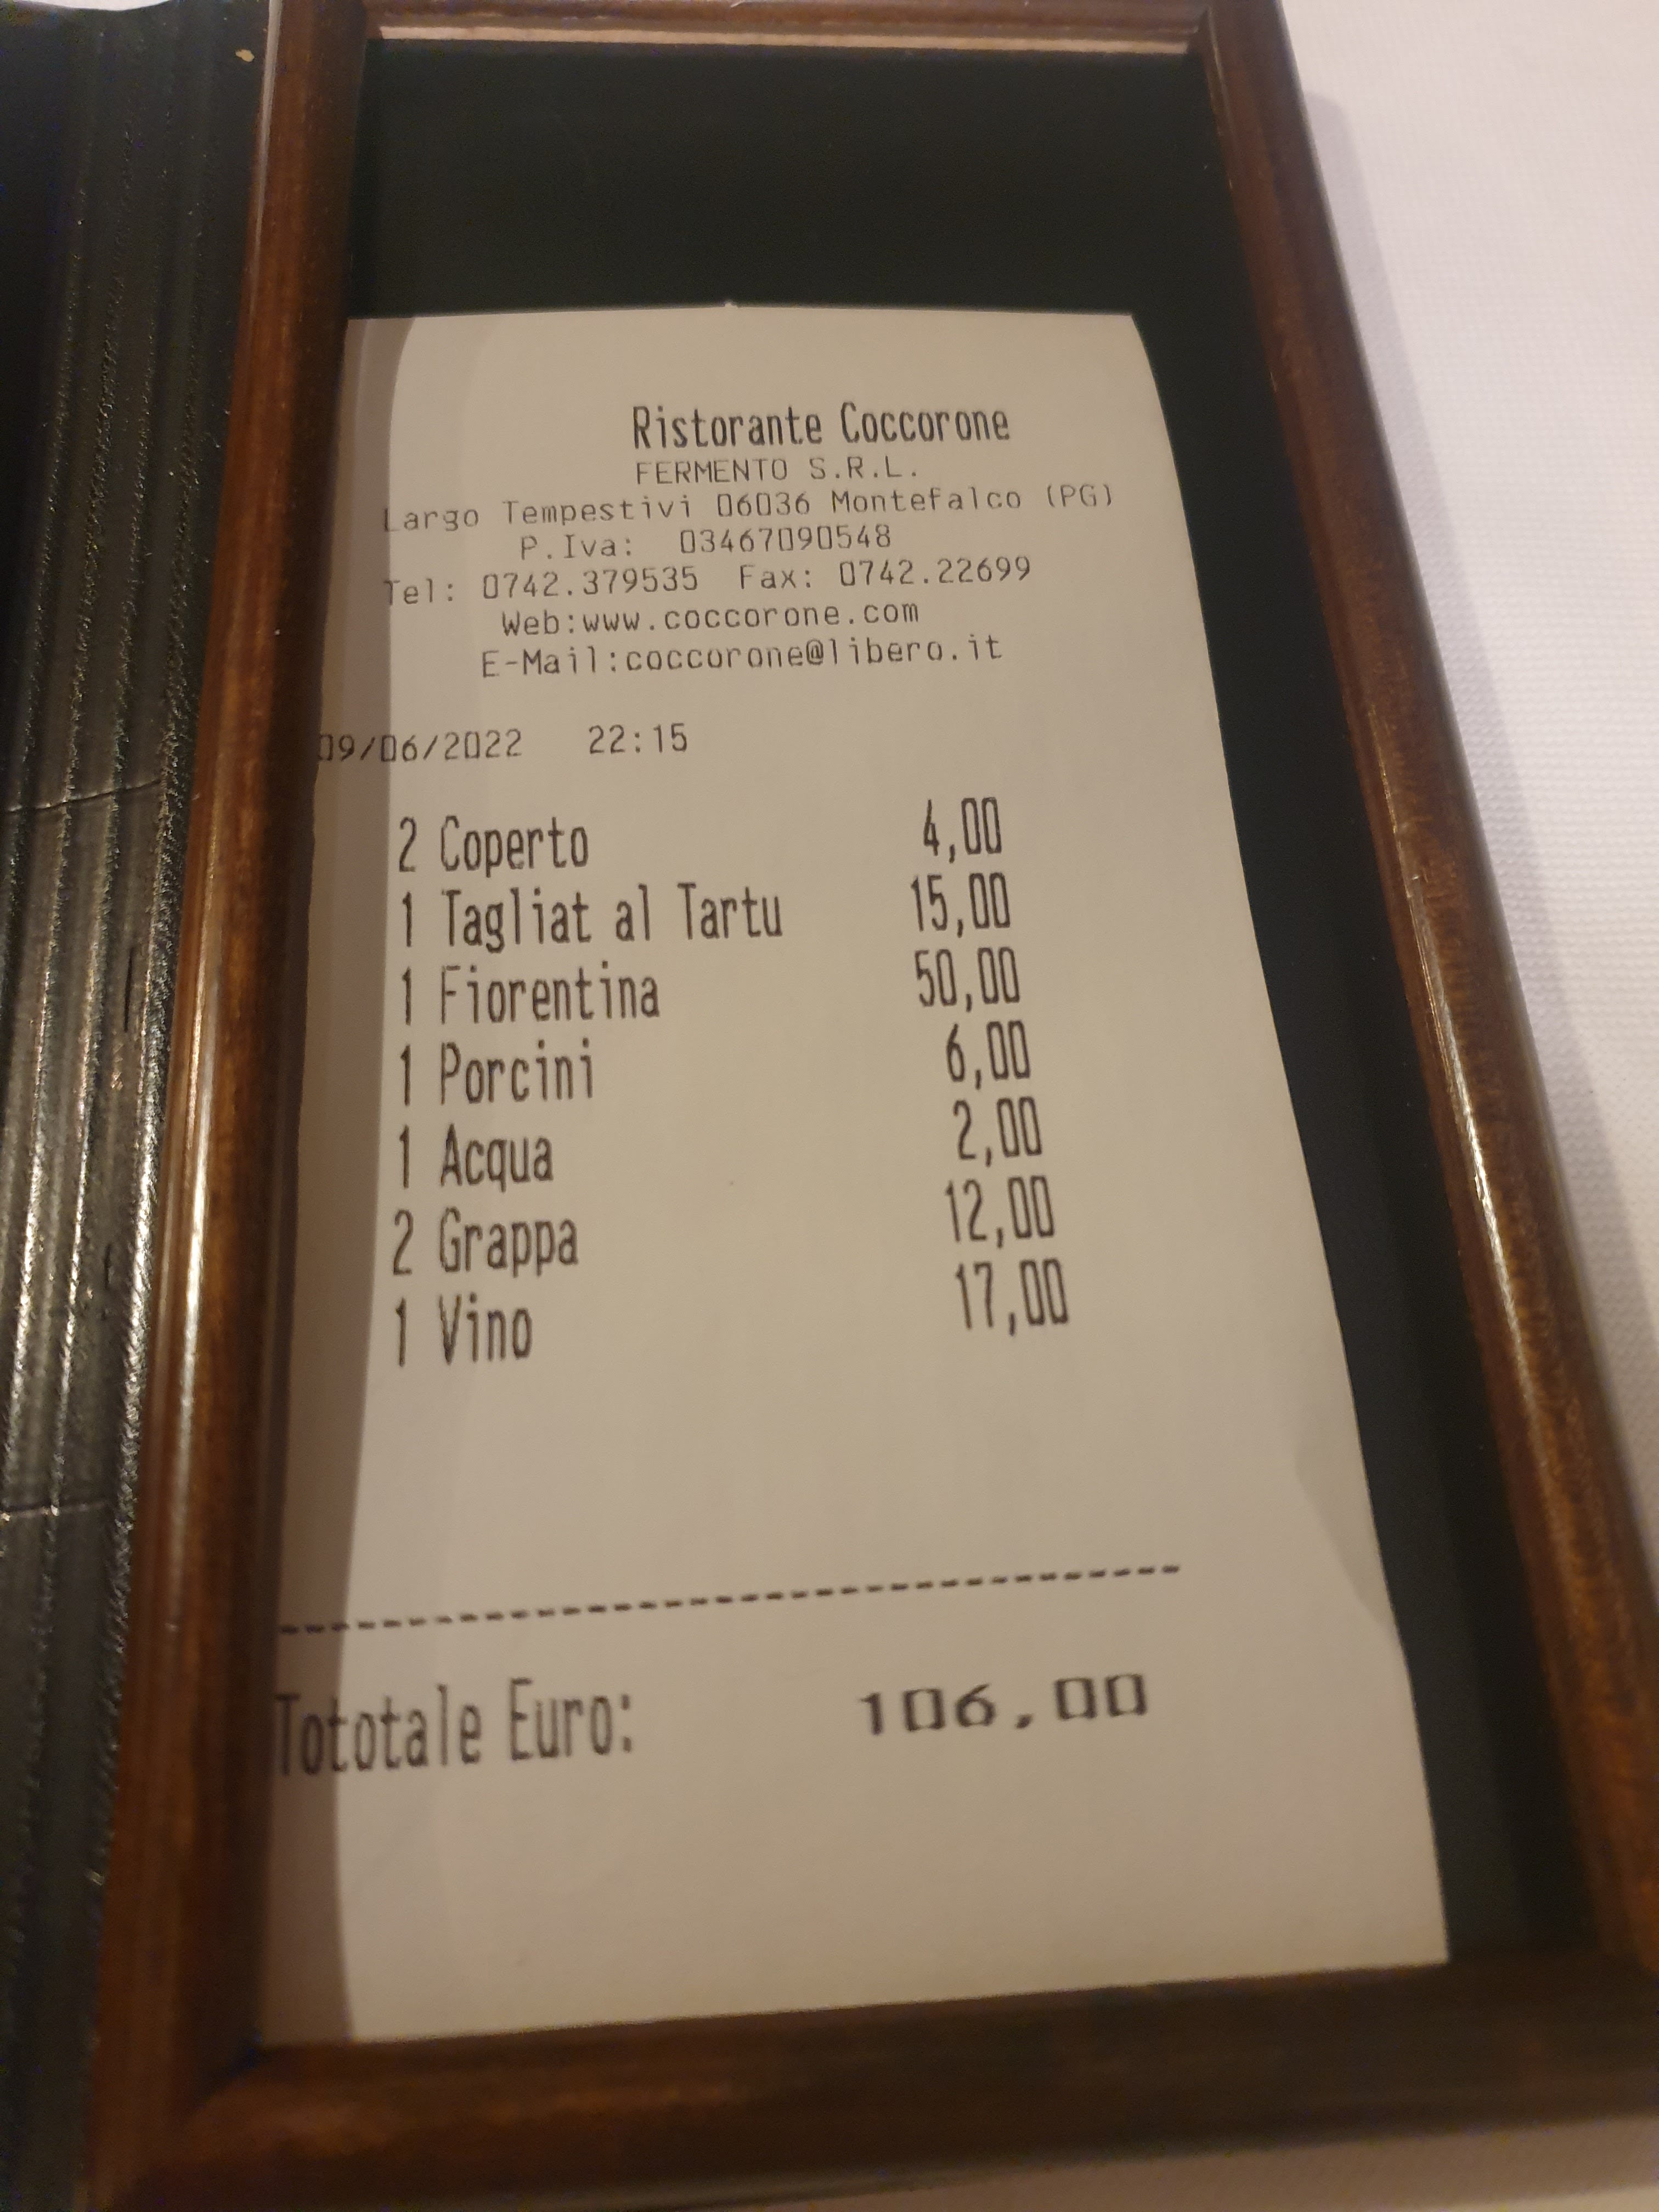 Ristorante Coccorone
FERMENTO S.R.L.
Largo Tempestivi 06036 Montefalco (PG)
P.Iva: 03467090548
Tel: 0742.379535 Fax: 0742.22699
Web:www.coccorone.com
E-Mail:coccorone@libero.it
09/06/2022 22:15
2 Coperto 4,00
1 Tagliat al Tartu 15,00
1 Fiorentina 50,00
1 Porcini 6,00
1 Acqua 2,00
2 Grappa 12,00
1 Vino 17,00
Tototale Euro: 106,00